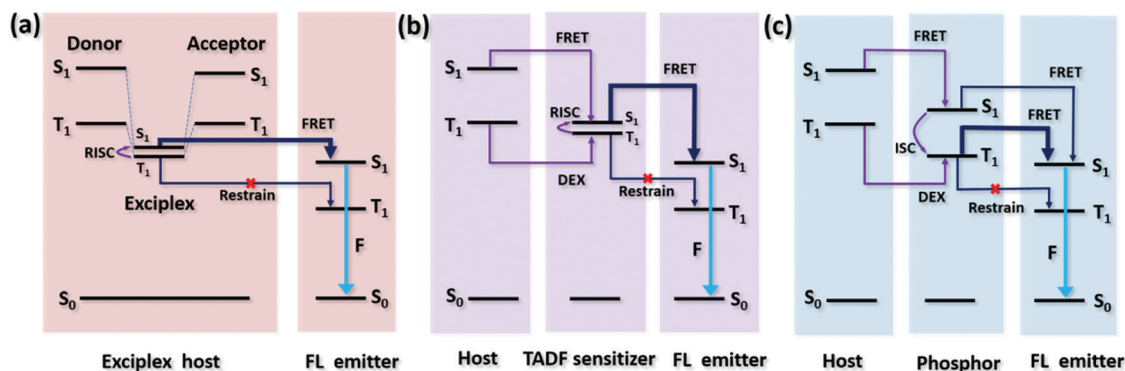 (a)
Donor
Acceptor
S1
S1
T1
T1
FRET
S1
RISC
T1
Exciplex
Restrain
S1
T1
F
S0
S0
Exciplex host
FL emitter
(b)
FRET
S1
FRET
T1
RISC
S1
T1
DEX
Restrain
S1
T1
F
S0
S0
Host
TADF sensitizer
FL emitter
(c)
FRET
S1
FRET
S1
FRET
T1
ISC
T1
DEX
Restrain
S1
T1
F
S0
S0
Host
Phosphor
FL emitter